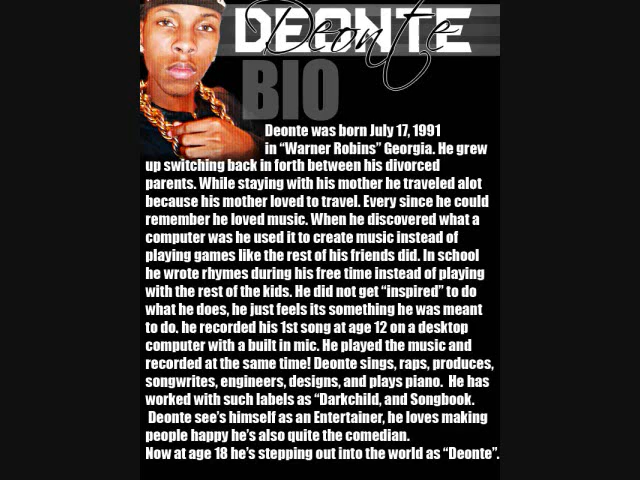 DEONTE
Deonte
BIO
Deonte was born July 17, 1991
in “Warner Robins” Georgia. He grew
up switching back in forth between his divorced
parents. While staying with his mother he traveled alot
because his mother loved to travel. Every since he could
remember he loved music. When he discovered what a
computer was he used it to create music instead of
playing games like the rest of his friends did. In school
he wrote rhymes during his free time instead of playing
with the rest of the kids. He did not get “inspired” to do
what he does, he just feels its something he was meant
to do. he recorded his 1st song at age 12 on a desktop
computer with a built in mic. He played the music and
recorded at the same time! Deonte sings, raps, produces,
songwrites, engineers, designs, and plays piano. He has
worked with such labels as “Darkchild, and Songbook.
Deonte see’s himself as an Entertainer, he loves making
people happy he’s also quite the comedian.
Now at age 18 he’s stepping out into the world as “Deonte”.